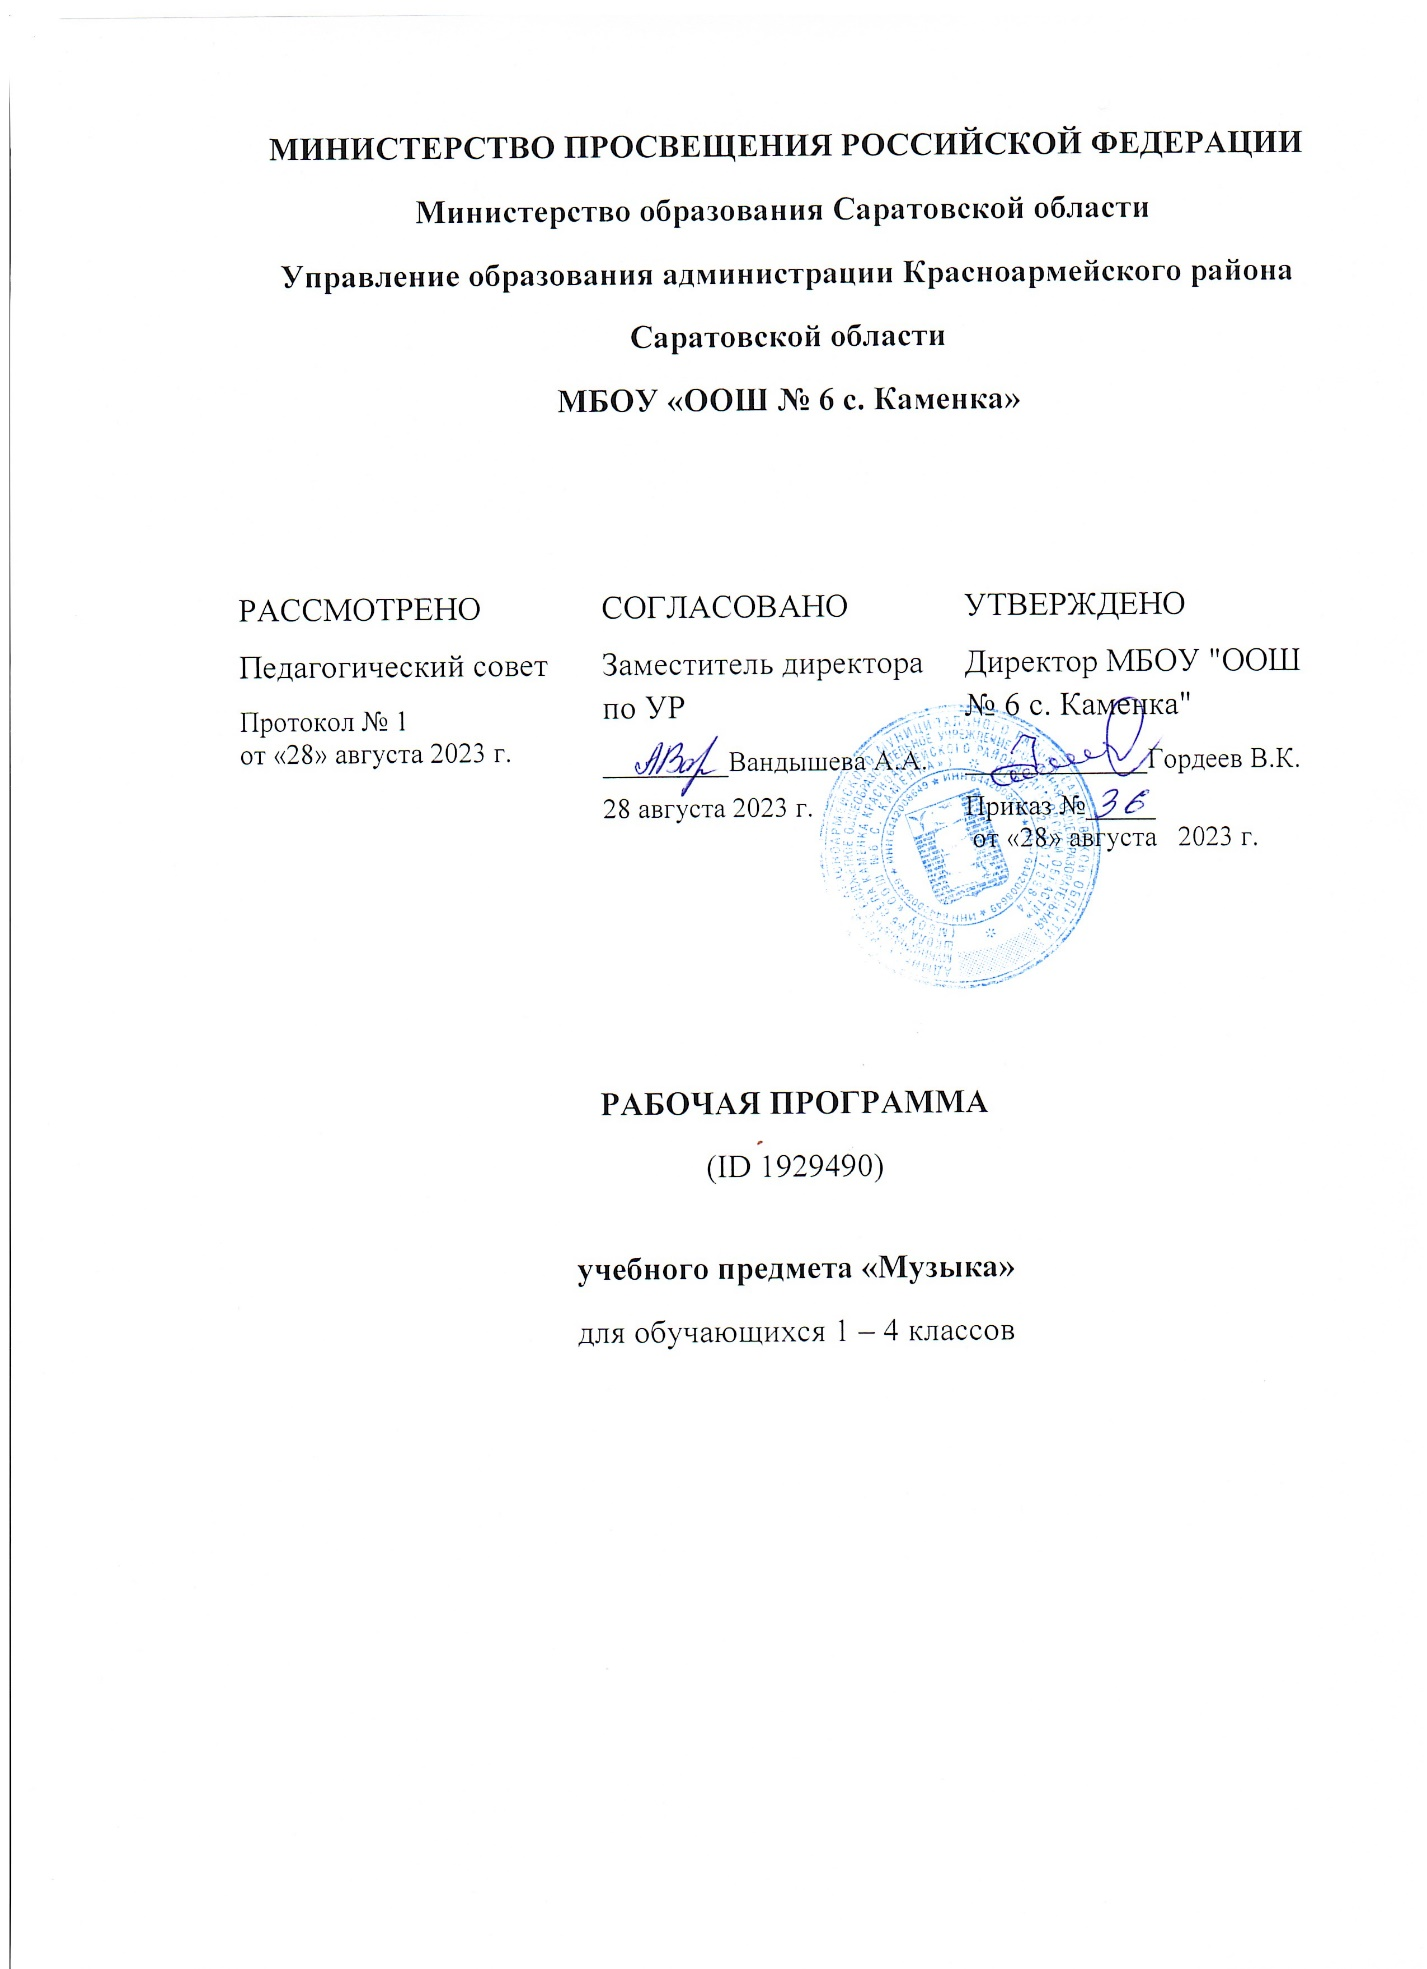 МИНИСТЕРСТВО ПРОСВЕЩЕНИЯ РОССИЙСКОЙ ФЕДЕРАЦИИ
Министерство образования Саратовской области
Управление образования администрации Красноармейского района
Саратовской области
МБОУ «ООШ № 6 с. Каменка»
РАССМОТРЕНО
Педагогический совет
Протокол № 1
от «28» августа 2023 г.
СОГЛАСОВАНО
Заместитель директора
по УР
Вандышева А.А.
28 августа 2023 г.
УТВЕРЖДЕНО
Директор МБОУ "ООШ
№ 6 с. Каменка"
Гордеев В.К.
Приказ № 36
от «28» августа 2023 г.
РАБОЧАЯ ПРОГРАММА
(ID 1929490)
учебного предмета «Музыка»
для обучающихся 1 – 4 классов